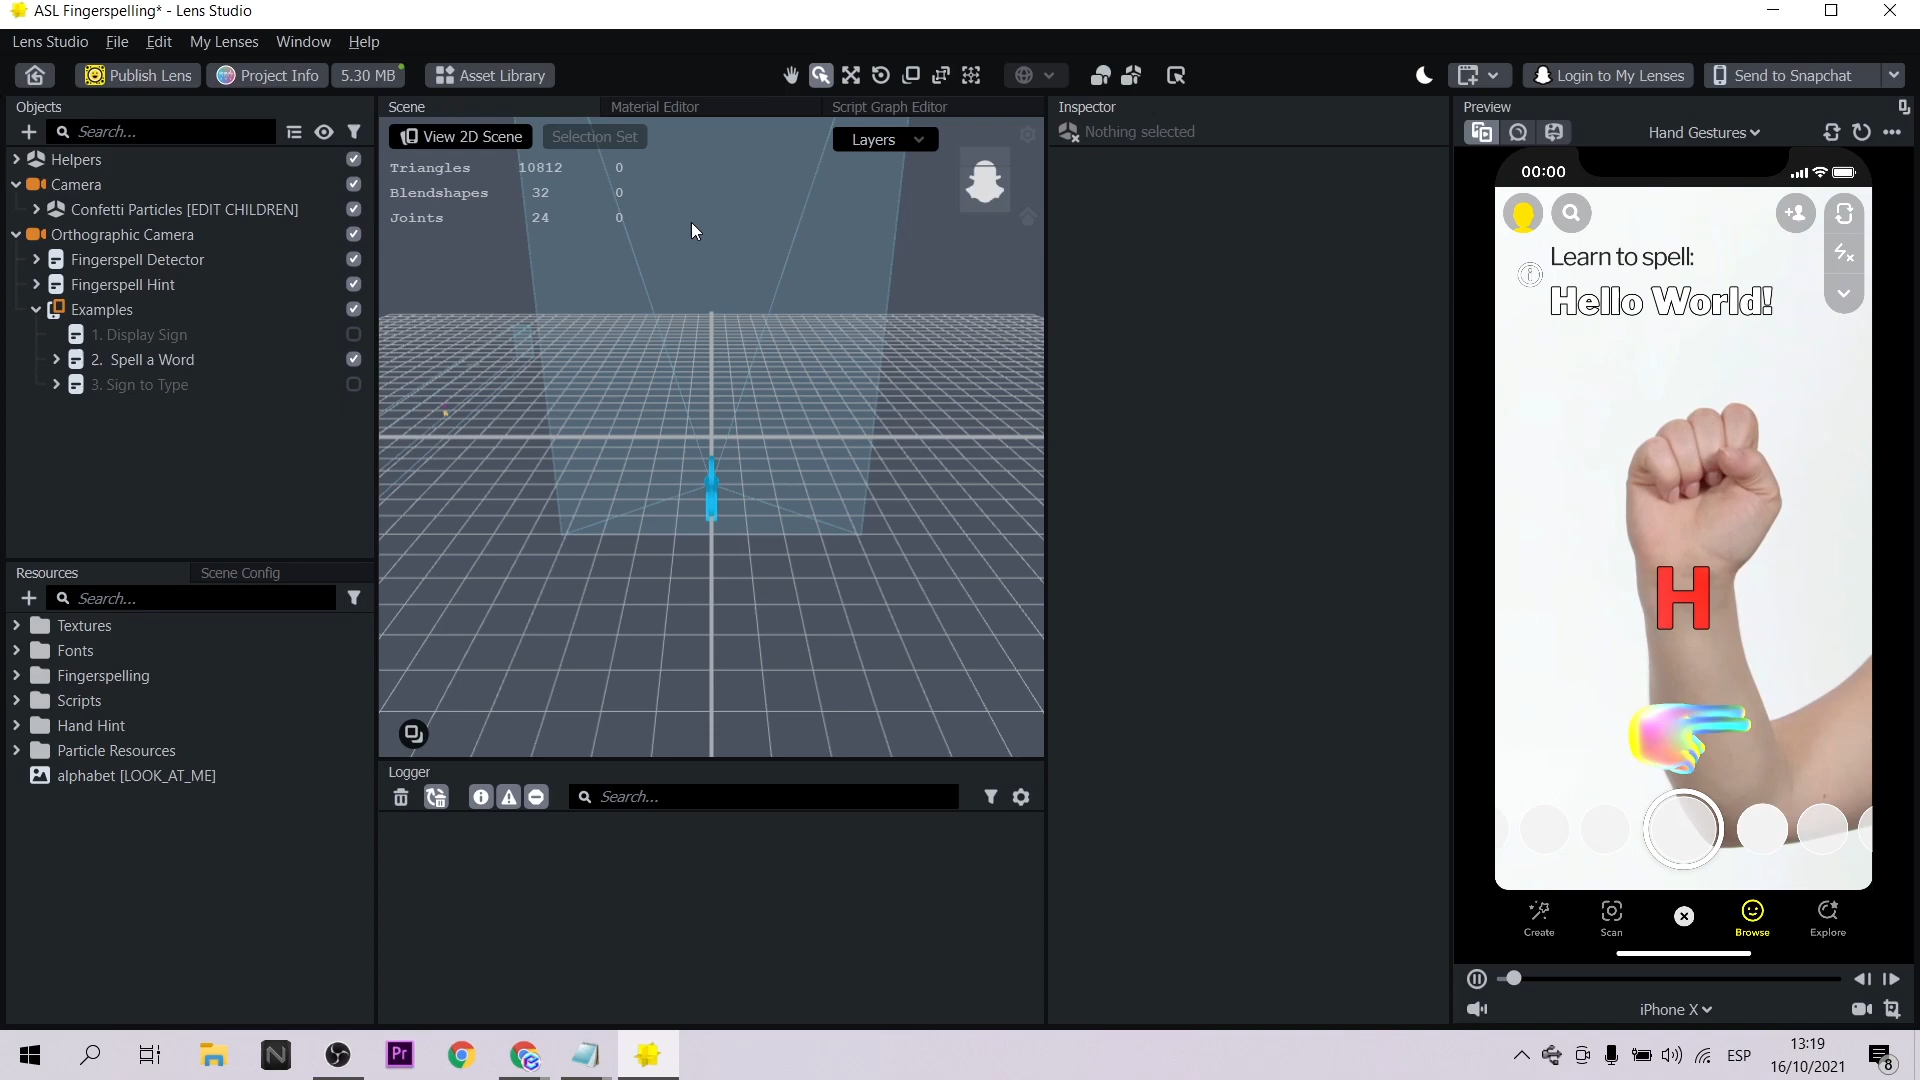 ASL Fingerspelling* - Lens Studio
Lens Studio File Edit My Lenses Window Help
Publish Lens Project Info 5.30 MB Asset Library Login to My Lenses Send to Snapchat
Objects
Search...
Helpers
Camera
Confetti Particles [EDIT CHILDREN]
Orthographic Camera
Fingerspell Detector
Fingerspell Hint
Examples
1. Display Sign
2. Spell a Word
3. Sign to Type
Resources Scene Config
Search...
Textures
Fonts
Fingerspelling
Scripts
Hand Hint
Particle Resources
alphabet [LOOK_AT_ME]
Scene Material Editor Script Graph Editor
View 2D Scene Selection Set Layers
Triangles 10812 0
Blendshapes 32 0
Joints 24 0
Logger
Search...
Inspector
Nothing selected
Preview
Hand Gestures
00:00
Learn to spell:
Hello World!
H
Create Scan Browse Explore
iPhone X
N Pr
ESP
13:19
16/10/2021
8